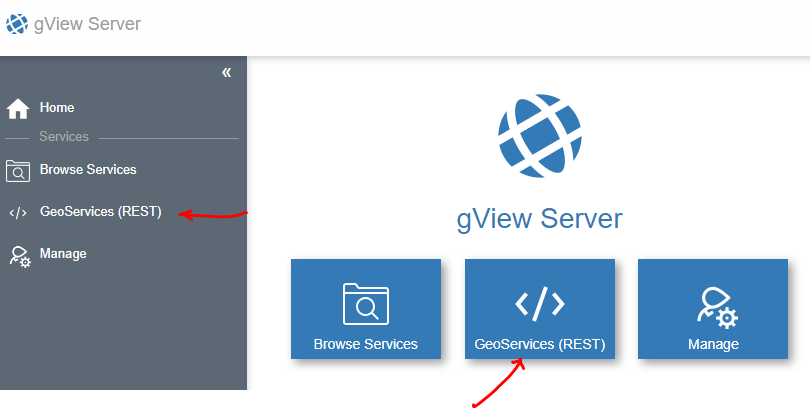 gView Server
«
Home
Services
Browse Services
GeoServices (REST)
Manage
gView Server
Browse Services
GeoServices (REST)
Manage